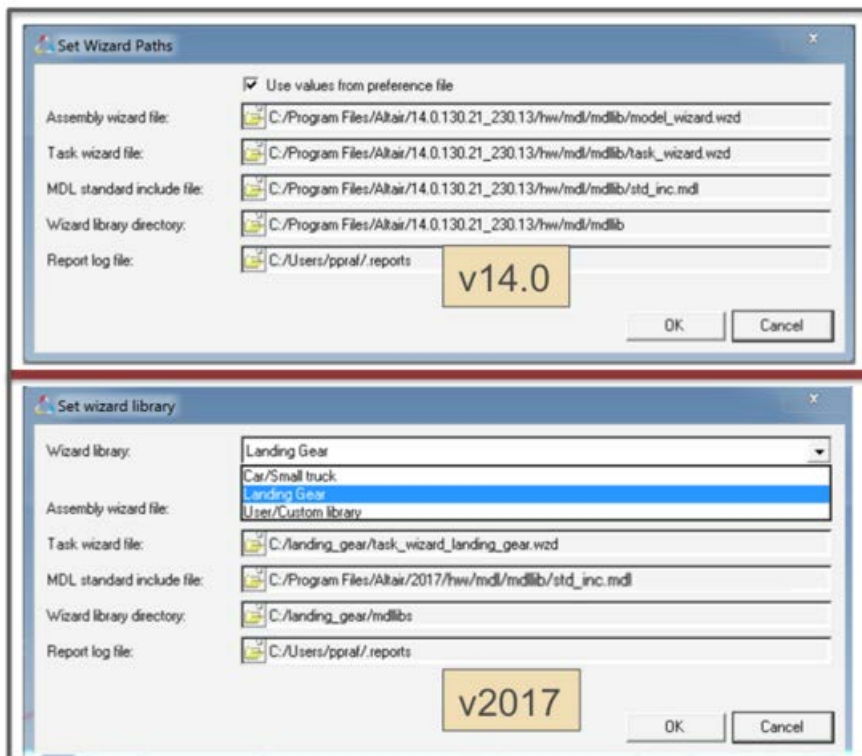 Set Wizard Paths
Use values from preference file
Assembly wizard file: C:/Program Files/Altair/14.0.130.21_230.13/hw/mdl/mdllib/model_wizard.wzd
Task wizard file: C:/Program Files/Altair/14.0.130.21_230.13/hw/mdl/mdllib/task_wizard.wzd
MDL standard include file: C:/Program Files/Altair/14.0.130.21_230.13/hw/mdl/mdllib/std_inc.mdl
Wizard library directory: C:/Program Files/Altair/14.0.130.21_230.13/hw/mdl/mdllib
Report log file: C:/Users/ppraf/.reports
v14.0
OK Cancel
Set wizard library
Wizard library: Landing Gear
Car/Small truck
Landing Gear
Assembly wizard file: User/Custom library
Task wizard file: C:/landing_gear/task_wizard_landing_gear.wzd
MDL standard include file: C:/Program Files/Altair/2017/hw/mdl/mdllib/std_inc.mdl
Wizard library directory: C:/landing_gear/mdllibs
Report log file: C:/Users/ppraf/.reports
v2017
OK Cancel